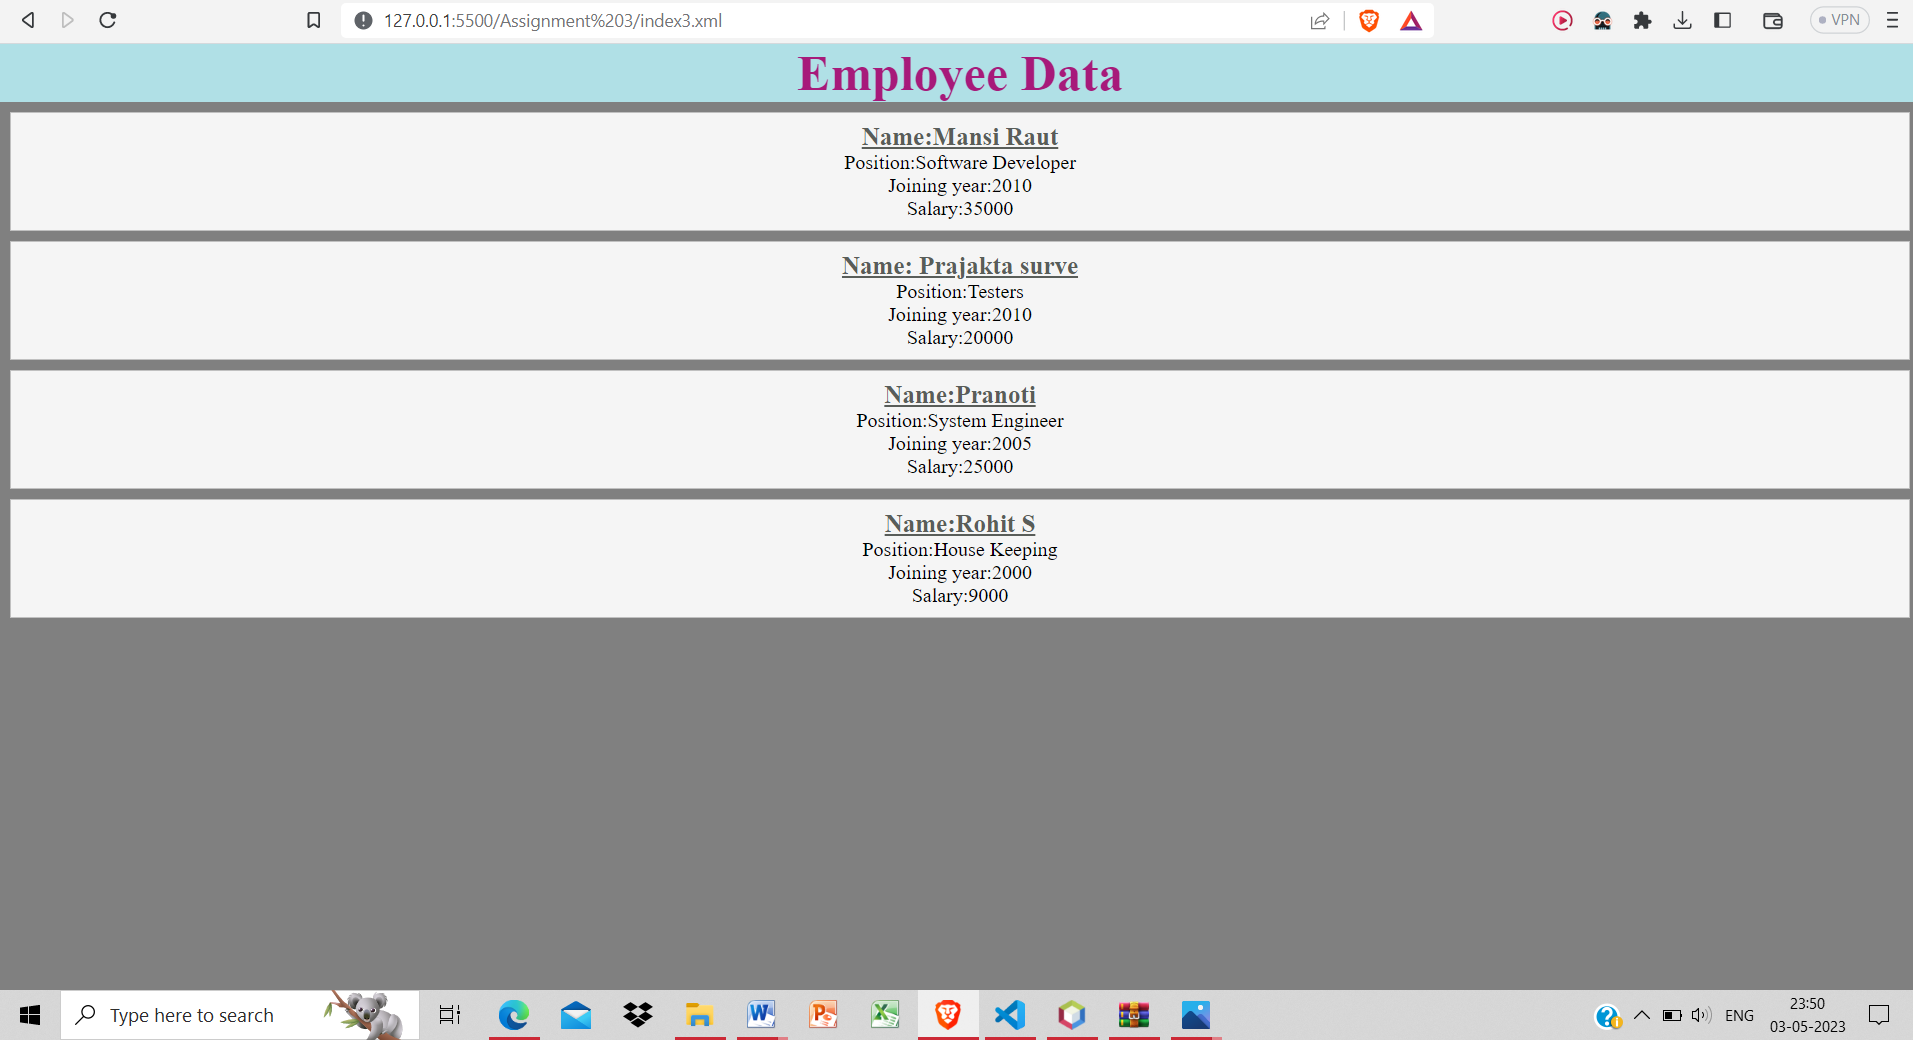 127.0.0.1:5500/Assignment%203/index3.xml
VPN
Employee Data
Name:Mansi Raut
Position:Software Developer
Joining year:2010
Salary:35000
Name: Prajakta surve
Position:Testers
Joining year:2010
Salary:20000
Name:Pranoti
Position:System Engineer
Joining year:2005
Salary:25000
Name:Rohit S
Position:House Keeping
Joining year:2000
Salary:9000
Type here to search
ENG
23:50
03-05-2023